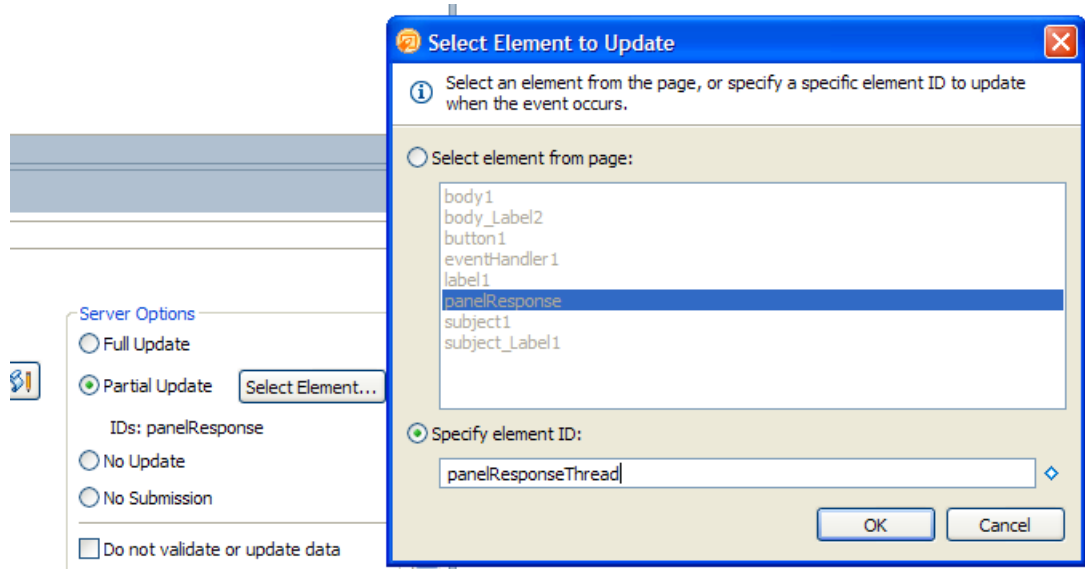 Select Element to Update
Select an element from the page, or specify a specific element ID to update
when the event occurs.
Select element from page:
body1
body_Label2
button1
eventHandler1
label1
panelResponse
subject1
subject_Label1
Specify element ID:
panelResponseThread
OK
Cancel
Server Options
Full Update
Partial Update
Select Element...
IDs: panelResponse
No Update
No Submission
Do not validate or update data